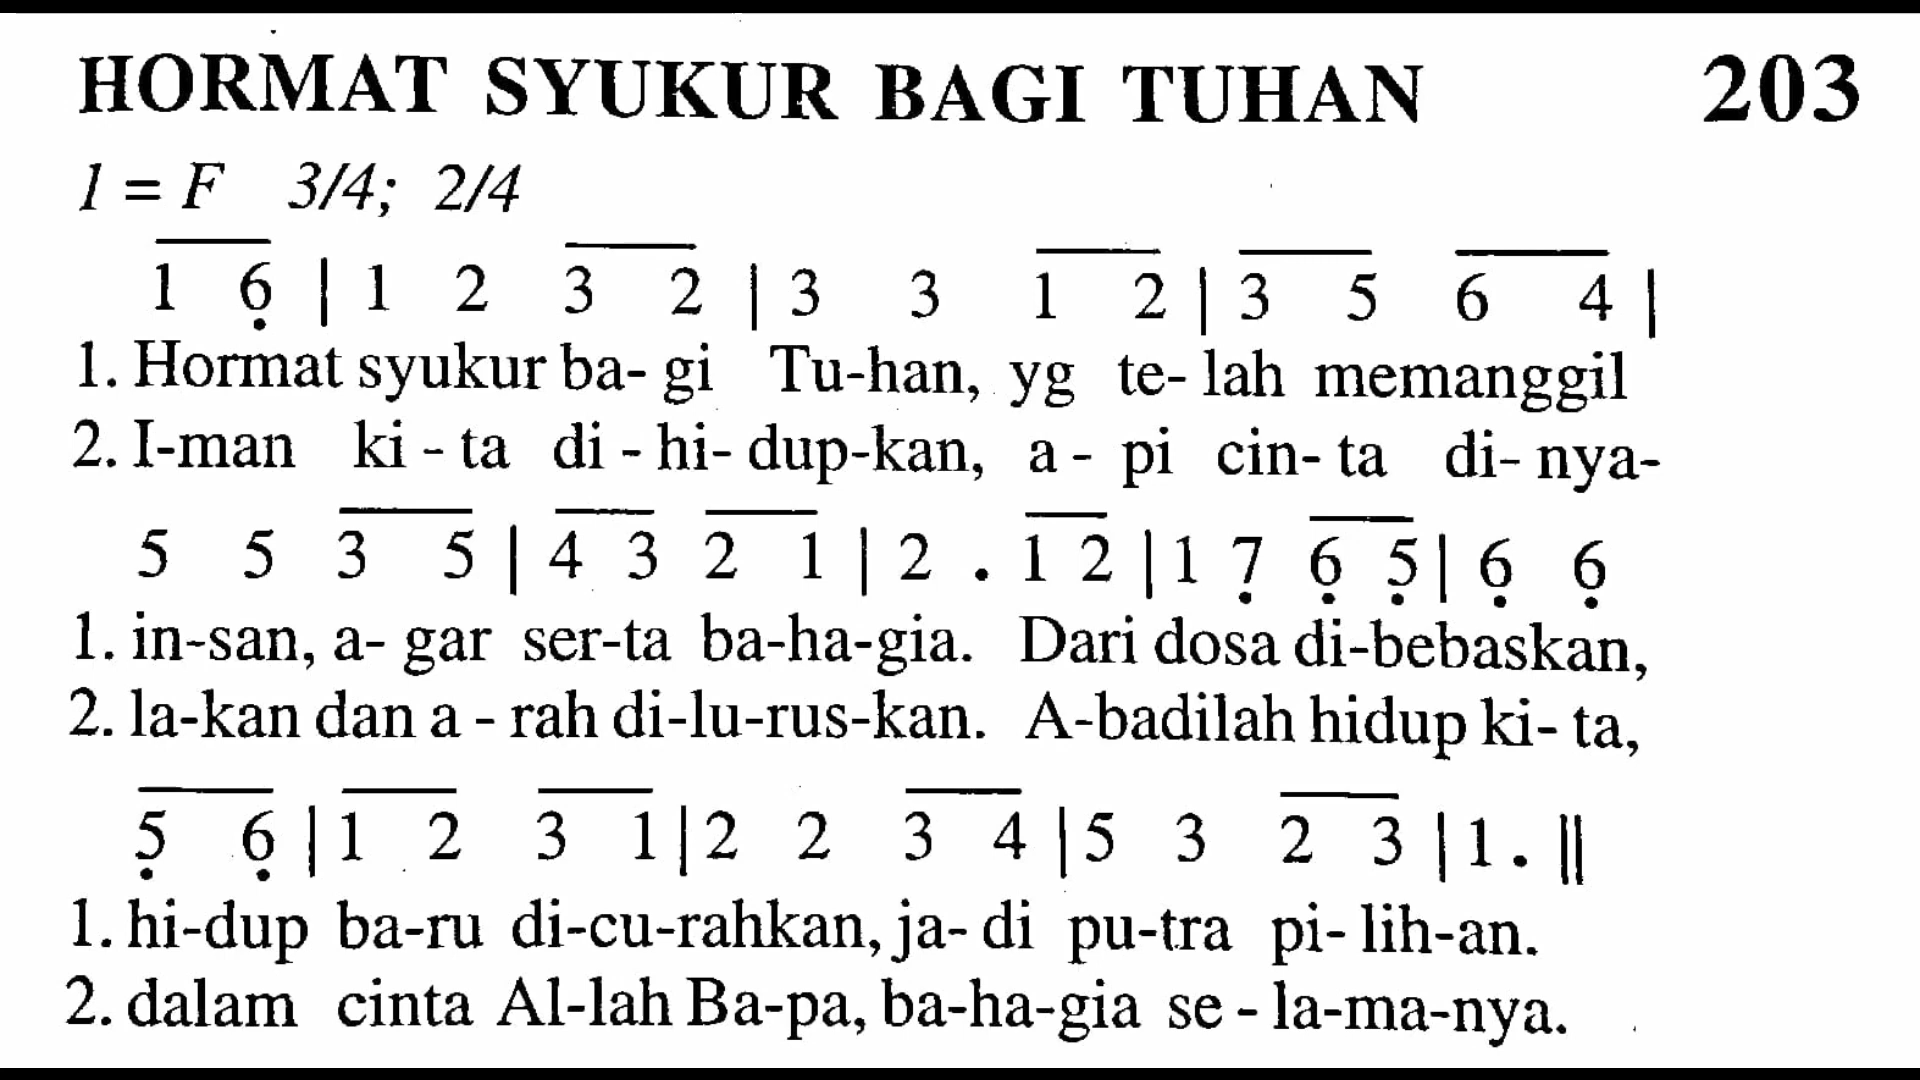 HORMAT SYUKUR BAGI TUHAN 203
1 = F 3/4; 2/4
1 6̣ | 1 2 3 2 | 3 3 1 2 | 3 5 6 4 |
1. Hormat syukur ba- gi Tu-han, yg te- lah memanggil
2. I-man ki - ta di - hi- dup-kan, a - pi cin- ta di- nya-
5 5 3 5 | 4 3 2 1 | 2 . 1 2 | 1 7̣ 6̣ 5̣ | 6̣ 6̣
1. in-san, a- gar ser-ta ba-ha-gia. Dari dosa di-bebaskan,
2. la-kan dan a - rah di-lu-rus-kan. A-badilah hidup ki- ta,
5̣ 6̣ | 1 2 3 1 | 2 2 3 4 | 5 3 2 3 | 1 . ||
1. hi-dup ba-ru di-cu-rahkan, ja- di pu-tra pi- lih-an.
2. dalam cinta Al-lah Ba-pa, ba-ha-gia se - la-ma-nya.